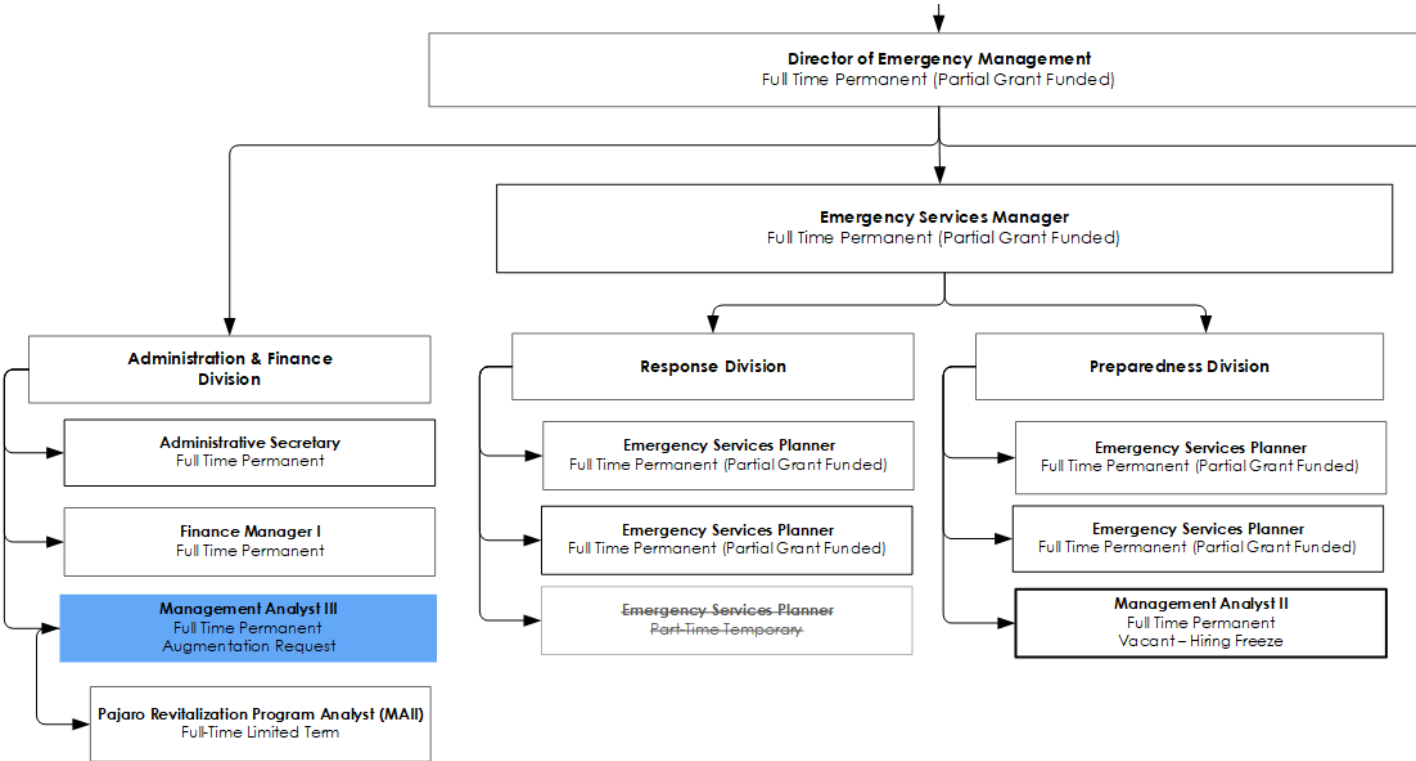 Director of Emergency Management
Full Time Permanent (Partial Grant Funded)
Emergency Services Manager
Full Time Permanent (Partial Grant Funded)
Administration & Finance
Division
Administrative Secretary
Full Time Permanent
Finance Manager I
Full Time Permanent
Management Analyst III
Full Time Permanent
Augmentation Request
Pajaro Revitalization Program Analyst (MAII)
Full-Time Limited Term
Response Division
Emergency Services Planner
Full Time Permanent (Partial Grant Funded)
Emergency Services Planner
Full Time Permanent (Partial Grant Funded)
Emergency Services Planner
Part-Time Temporary
Preparedness Division
Emergency Services Planner
Full Time Permanent (Partial Grant Funded)
Emergency Services Planner
Full Time Permanent (Partial Grant Funded)
Management Analyst II
Full Time Permanent
Vacant – Hiring Freeze